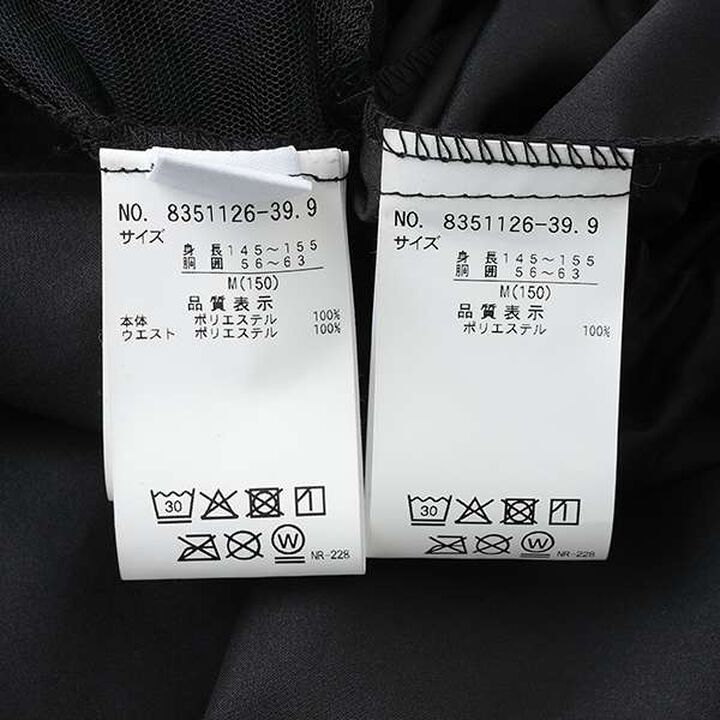 NO. 8351126-39.9
サイズ
身長 145～155
胴囲 56～63
M(150)
品質表示
本体 ポリエステル 100%
ウエスト ポリエステル 100%
30
W
NR-228
NO. 8351126-39.9
サイズ
身長 145～155
胴囲 56～63
M(150)
品質表示
ポリエステル 100%
30
W
NR-228